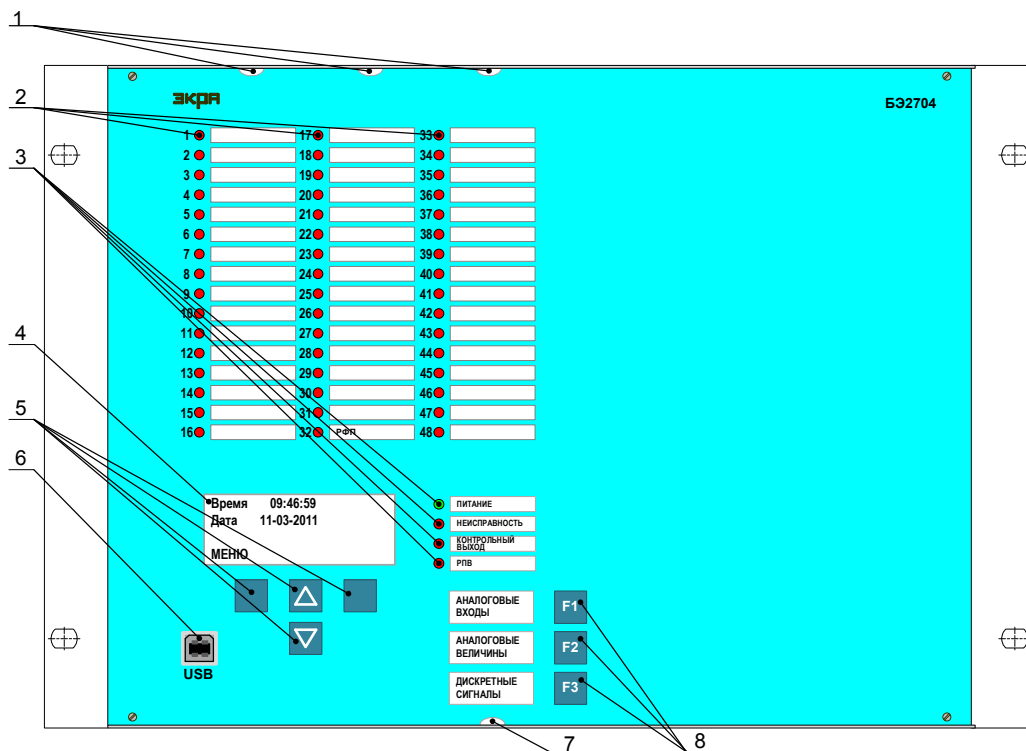 1
2
3
4
5
6
7
8
ЭКРА
БЭ2704
1 17 33
2 18 34
3 19 35
4 20 36
5 21 37
6 22 38
7 23 39
8 24 40
9 25 41
10 26 42
11 27 43
12 28 44
13 29 45
14 30 46
15 31 47
16 32 РФП 48
Время 09:46:59
Дата 11-03-2011
МЕНЮ
ПИТАНИЕ
НЕИСПРАВНОСТЬ
КОНТРОЛЬНЫЙ
ВЫХОД
РПВ
АНАЛОГОВЫЕ
ВХОДЫ
F1
АНАЛОГОВЫЕ
ВЕЛИЧИНЫ
F2
ДИСКРЕТНЫЕ
СИГНАЛЫ
F3
USB